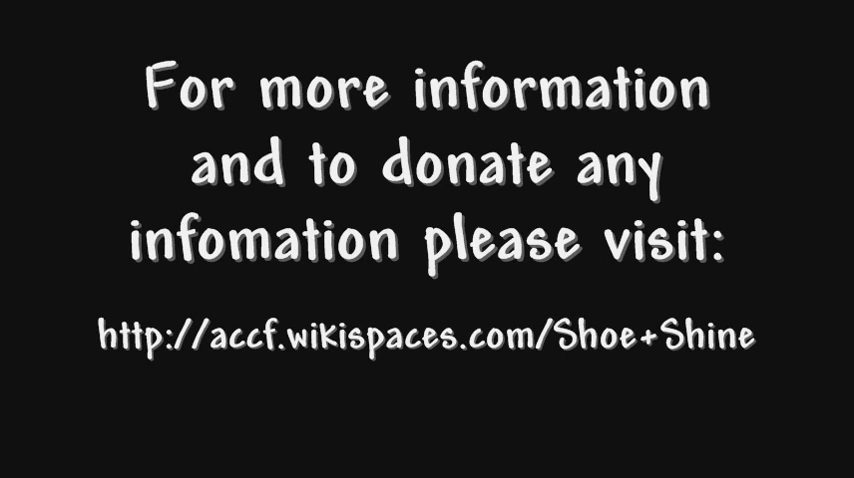 For more information
and to donate any
infomation please visit:
http://accf.wikispaces.com/Shoe+Shine